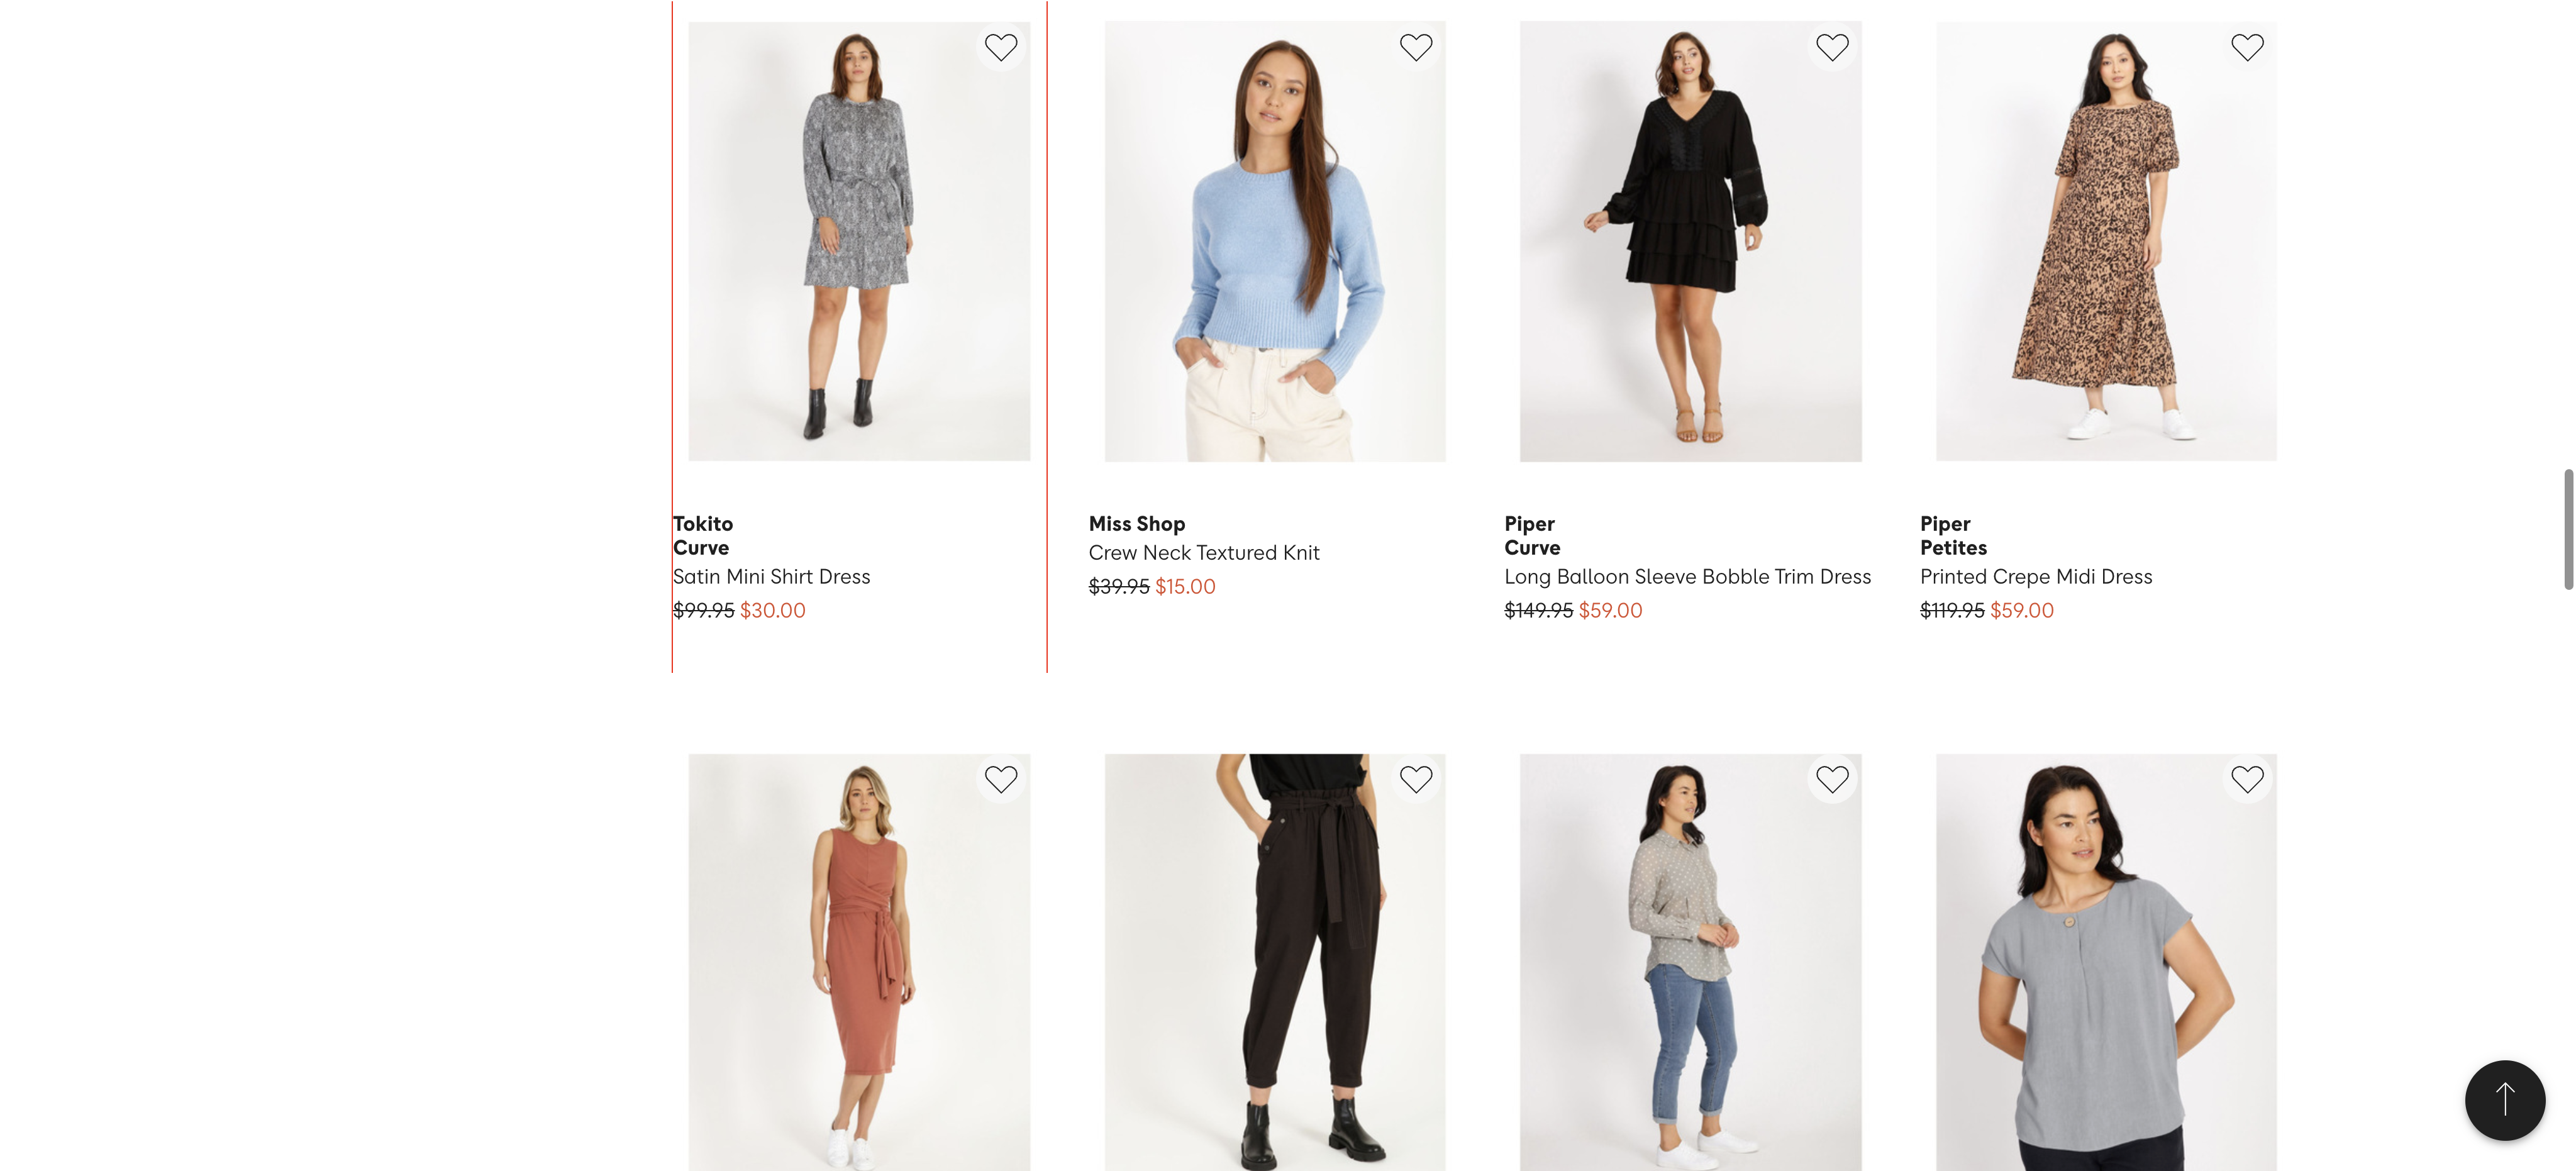 Tokito
Curve
Satin Mini Shirt Dress
$99.95 $30.00
Miss Shop
Crew Neck Textured Knit
$39.95 $15.00
Piper
Curve
Long Balloon Sleeve Bobble Trim Dress
$149.95 $59.00
Piper
Petites
Printed Crepe Midi Dress
$119.95 $59.00